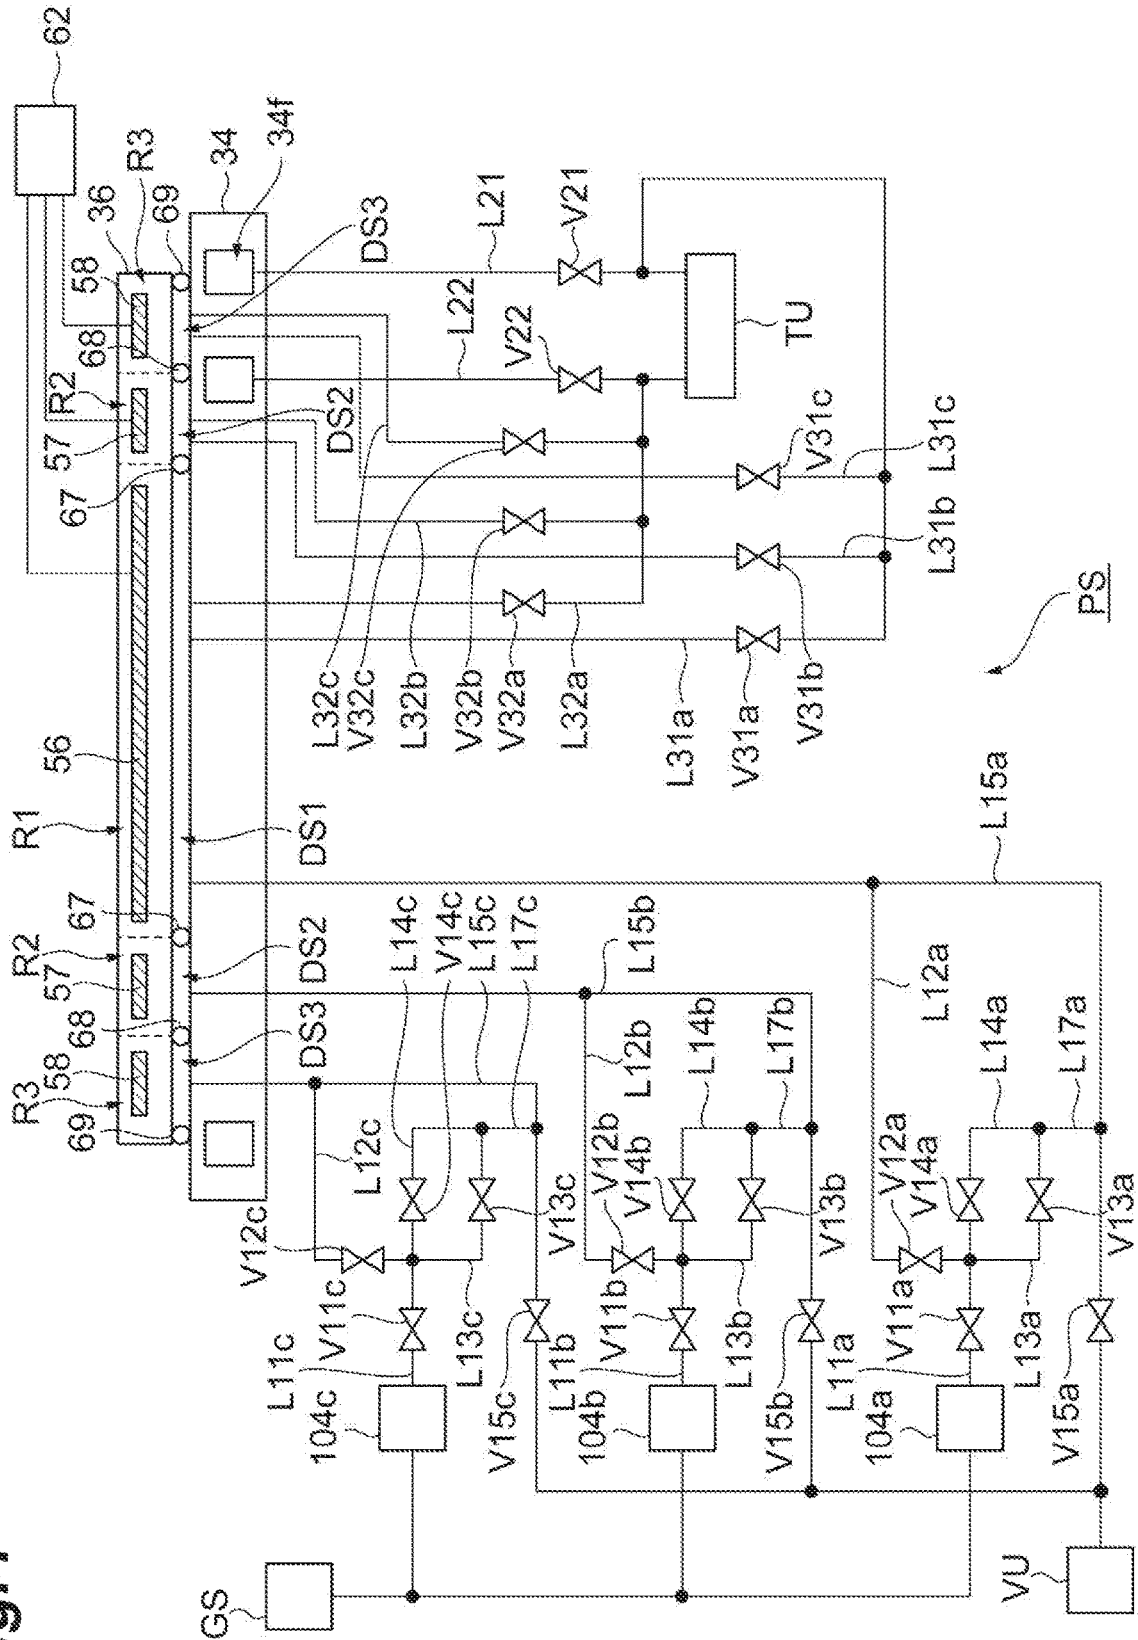 62
R3
36
69
34
34f
58
68
R2
57
67
DS3
DS2
L21
V21
L22
V22
TU
V31c
L31c
L31b
L32c
V32c
L32b
V32b
V32a
L32a
L31a
V31a
V31b
PS
56
R1
DS1
67
R2
57
68
DS2
DS3
58
R3
69
L14c
V14c
L15c
L17c
L15b
L12c
V12c
V11c
L11c
104c
L13c
V13c
V15c
L12b
L14b
L17b
V12b
V14b
V13b
V11b
L11b
104b
L13b
V15b
L15a
L12a
L14a
L17a
V12a
V14a
V13a
V11a
L11a
104a
L13a
V15a
GS
VU